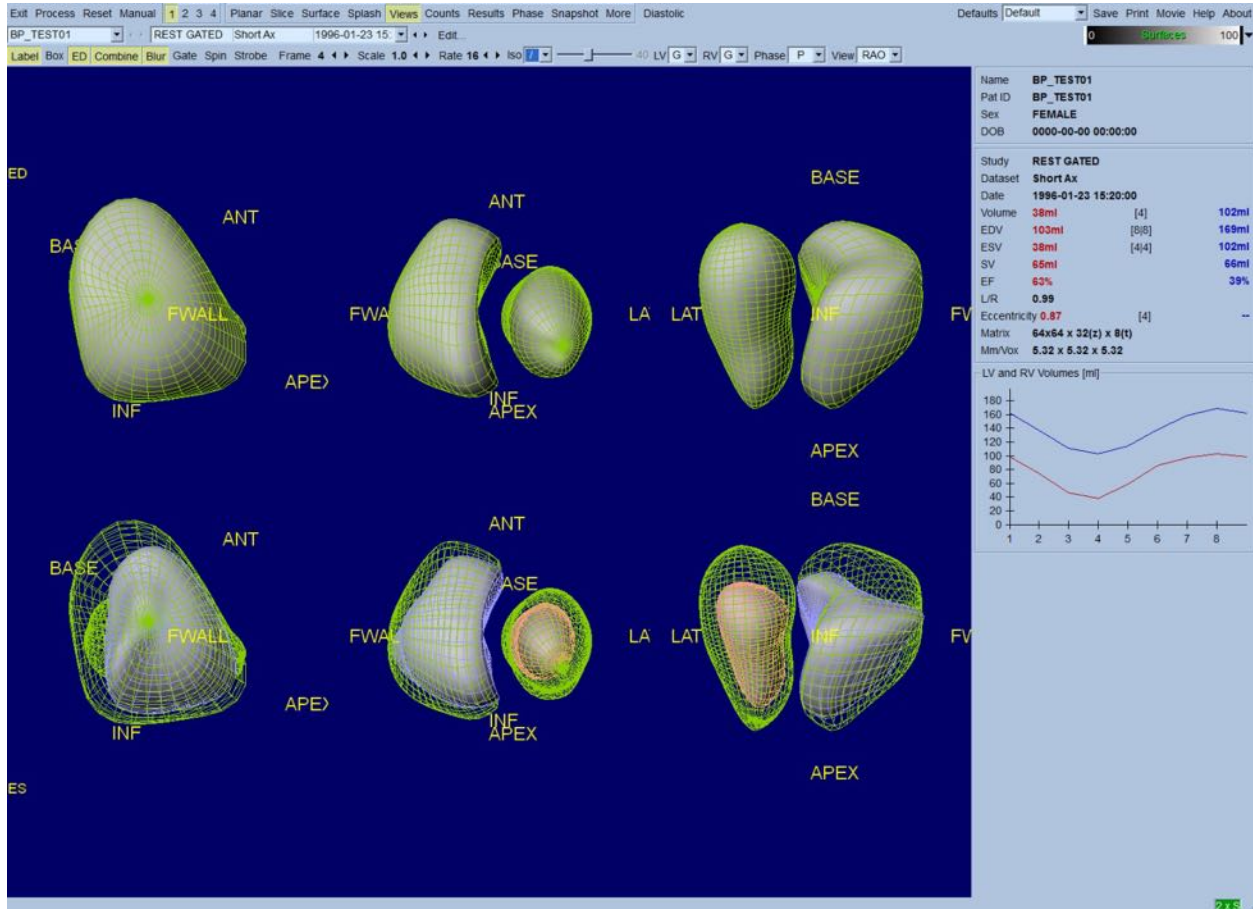 Exit Process Reset Manual 1 2 3 4 Planar Slice Surface Splash Views Counts Results Phase Snapshot More Diastolic Defaults Default Save Print Movie Help About
BP_TEST01 REST GATED Short Ax 1996-01-23 15: Edit... 0 Surfaces 100
Label Box ED Combine Blur Gate Spin Strobe Frame 4 Scale 1.0 Rate 16 Iso 40 LV G RV G Phase P View RAO
Name BP_TEST01
Pat ID BP_TEST01
Sex FEMALE
DOB 0000-00-00 00:00:00
Study REST GATED
Dataset Short Ax
Date 1996-01-23 15:20:00
Volume 38ml [4] 102ml
EDV 103ml [8|8] 169ml
ESV 38ml [4|4] 102ml
SV 65ml 66ml
EF 63% 39%
L/R 0.99
Eccentricity 0.87 [4] --
Matrix 64x64 x 32(z) x 8(t)
Mm/Vox 5.32 x 5.32 x 5.32
LV and RV Volumes [ml]
180
160
140
120
100
80
60
40
20
0
1 2 3 4 5 6 7 8
ED
ANT
BAS
FWALL
APEX
INF
ANT
BASE
FWA
LA
INF
APEX
BASE
LAT
INF
FW
APEX
ANT
BASE
FWALL
APEX
INF
ANT
BASE
FWAL
LA
INF
APEX
BASE
LAT
INF
FW
APEX
ES
2 x S